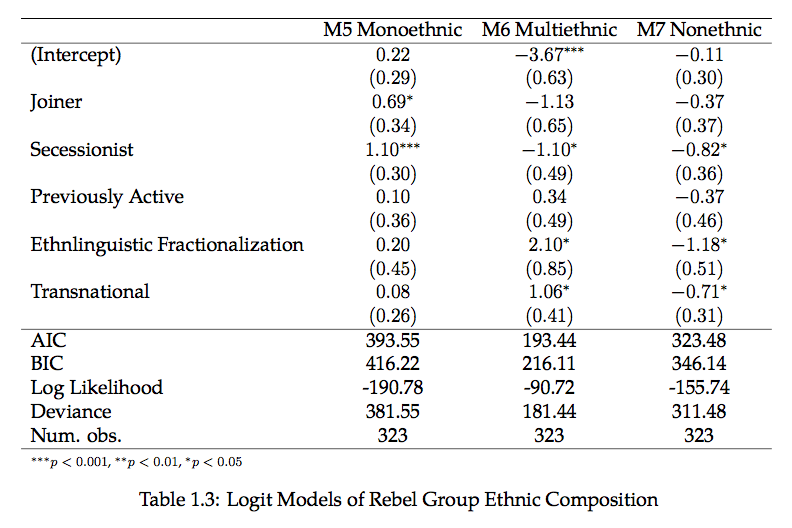 M5 Monoethnic M6 Multiethnic M7 Nonethnic
(Intercept) 0.22 −3.67*** −0.11
(0.29) (0.63) (0.30)
Joiner 0.69* −1.13 −0.37
(0.34) (0.65) (0.37)
Secessionist 1.10*** −1.10* −0.82*
(0.30) (0.49) (0.36)
Previously Active 0.10 0.34 −0.37
(0.36) (0.49) (0.46)
Ethnlinguistic Fractionalization 0.20 2.10* −1.18*
(0.45) (0.85) (0.51)
Transnational 0.08 1.06* −0.71*
(0.26) (0.41) (0.31)
AIC 393.55 193.44 323.48
BIC 416.22 216.11 346.14
Log Likelihood -190.78 -90.72 -155.74
Deviance 381.55 181.44 311.48
Num. obs. 323 323 323
***p < 0.001, **p < 0.01, *p < 0.05
Table 1.3: Logit Models of Rebel Group Ethnic Composition